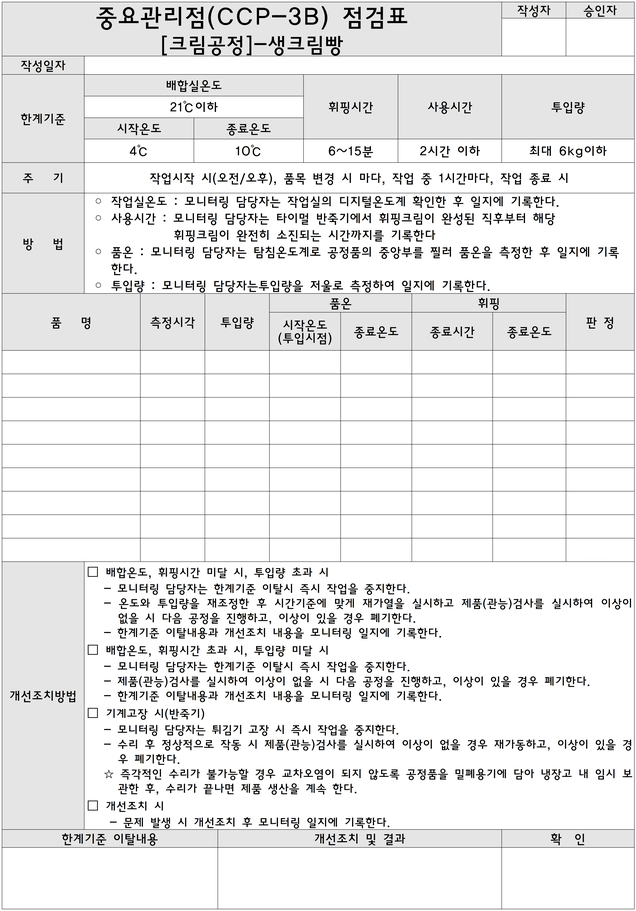 중요관리점(CCP-3B) 점검표
[크림공정]-생크림빵
작성자
승인자
작성일자
한계기준
배합실온도
21℃이하
시작온도
종료온도
휘핑시간
사용시간
투입량
4℃
10℃
6~15분
2시간 이하
최대 6kg이하
주 기
작업시작 시(오전/오후), 품목 변경 시 마다, 작업 중 1시간마다, 작업 종료 시
방 법
○ 작업실온도 : 모니터링 담당자는 작업실의 디지털온도계 확인한 후 일지에 기록한다.
○ 사용시간 : 모니터링 담당자는 타이멀 반죽기에서 휘핑크림이 완성된 직후부터 해당
휘핑크림이 완전히 소진되는 시간까지를 기록한다
○ 품온 : 모니터링 담당자는 탐침온도계로 공정품의 중앙부를 찔러 품온을 측정한 후 일지에 기록
한다.
○ 투입량 : 모니터링 담당자는투입량을 저울로 측정하여 일지에 기록한다.
품 명
측정시각
투입량
품온
휘핑
판 정
시작온도
(투입시점)
종료온도
종료시간
종료온도
개선조치방법
□ 배합온도, 휘핑시간 미달 시, 투입량 초과 시
- 모니터링 담당자는 한계기준 이탈시 즉시 작업을 중지한다.
- 온도와 투입량을 재조정한 후 시간기준에 맞게 재가열을 실시하고 제품(관능)검사를 실시하여 이상이
없을 시 다음 공정을 진행하고, 이상이 있을 경우 폐기한다.
- 한계기준 이탈내용과 개선조치 내용을 모니터링 일지에 기록한다.
□ 배합온도, 휘핑시간 초과 시, 투입량 미달 시
- 모니터링 담당자는 한계기준 이탈시 즉시 작업을 중지한다.
- 제품(관능)검사를 실시하여 이상이 없을 시 다음 공정을 진행하고, 이상이 있을 경우 폐기한다.
- 한계기준 이탈내용과 개선조치 내용을 모니터링 일지에 기록한다.
□ 기계고장 시(반죽기)
- 모니터링 담당자는 튀김기 고장 시 즉시 작업을 중지한다.
- 수리 후 정상적으로 작동 시 제품(관능)검사를 실시하여 이상이 없을 경우 재가동하고, 이상이 있을 경
우 폐기한다.
☆ 즉각적인 수리가 불가능할 경우 교차오염이 되지 않도록 공정품을 밀폐용기에 담아 냉장고 내 임시 보
관한 후, 수리가 끝나면 제품 생산을 계속 한다.
□ 개선조치 시
- 문제 발생 시 개선조치 후 모니터링 일지에 기록한다.
한계기준 이탈내용
개선조치 및 결과
확 인